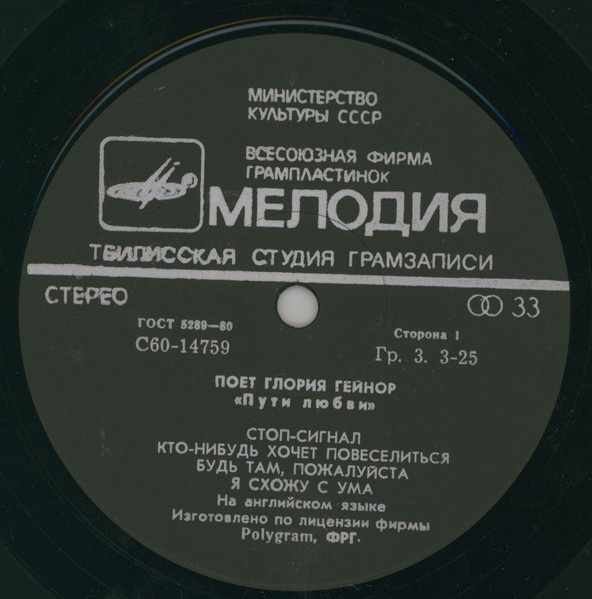 МИНИСТЕРСТВО
КУЛЬТУРЫ СССР
ВСЕСОЮЗНАЯ ФИРМА
ГРАМПЛАСТИНОК
МЕЛОДИЯ
ТБИЛИССКАЯ СТУДИЯ ГРАМЗАПИСИ
СТЕРЕО
33
ГОСТ 5289—80
С60-14759
Сторона 1
Гр. 3. 3-25
ПОЕТ ГЛОРИЯ ГЕЙНОР
«Пути любви»
СТОП-СИГНАЛ
КТО-НИБУДЬ ХОЧЕТ ПОВЕСЕЛИТЬСЯ
БУДЬ ТАМ, ПОЖАЛУЙСТА
Я СХОЖУ С УМА
На английском языке
Изготовлено по лицензии фирмы
Polygram, ФРГ.